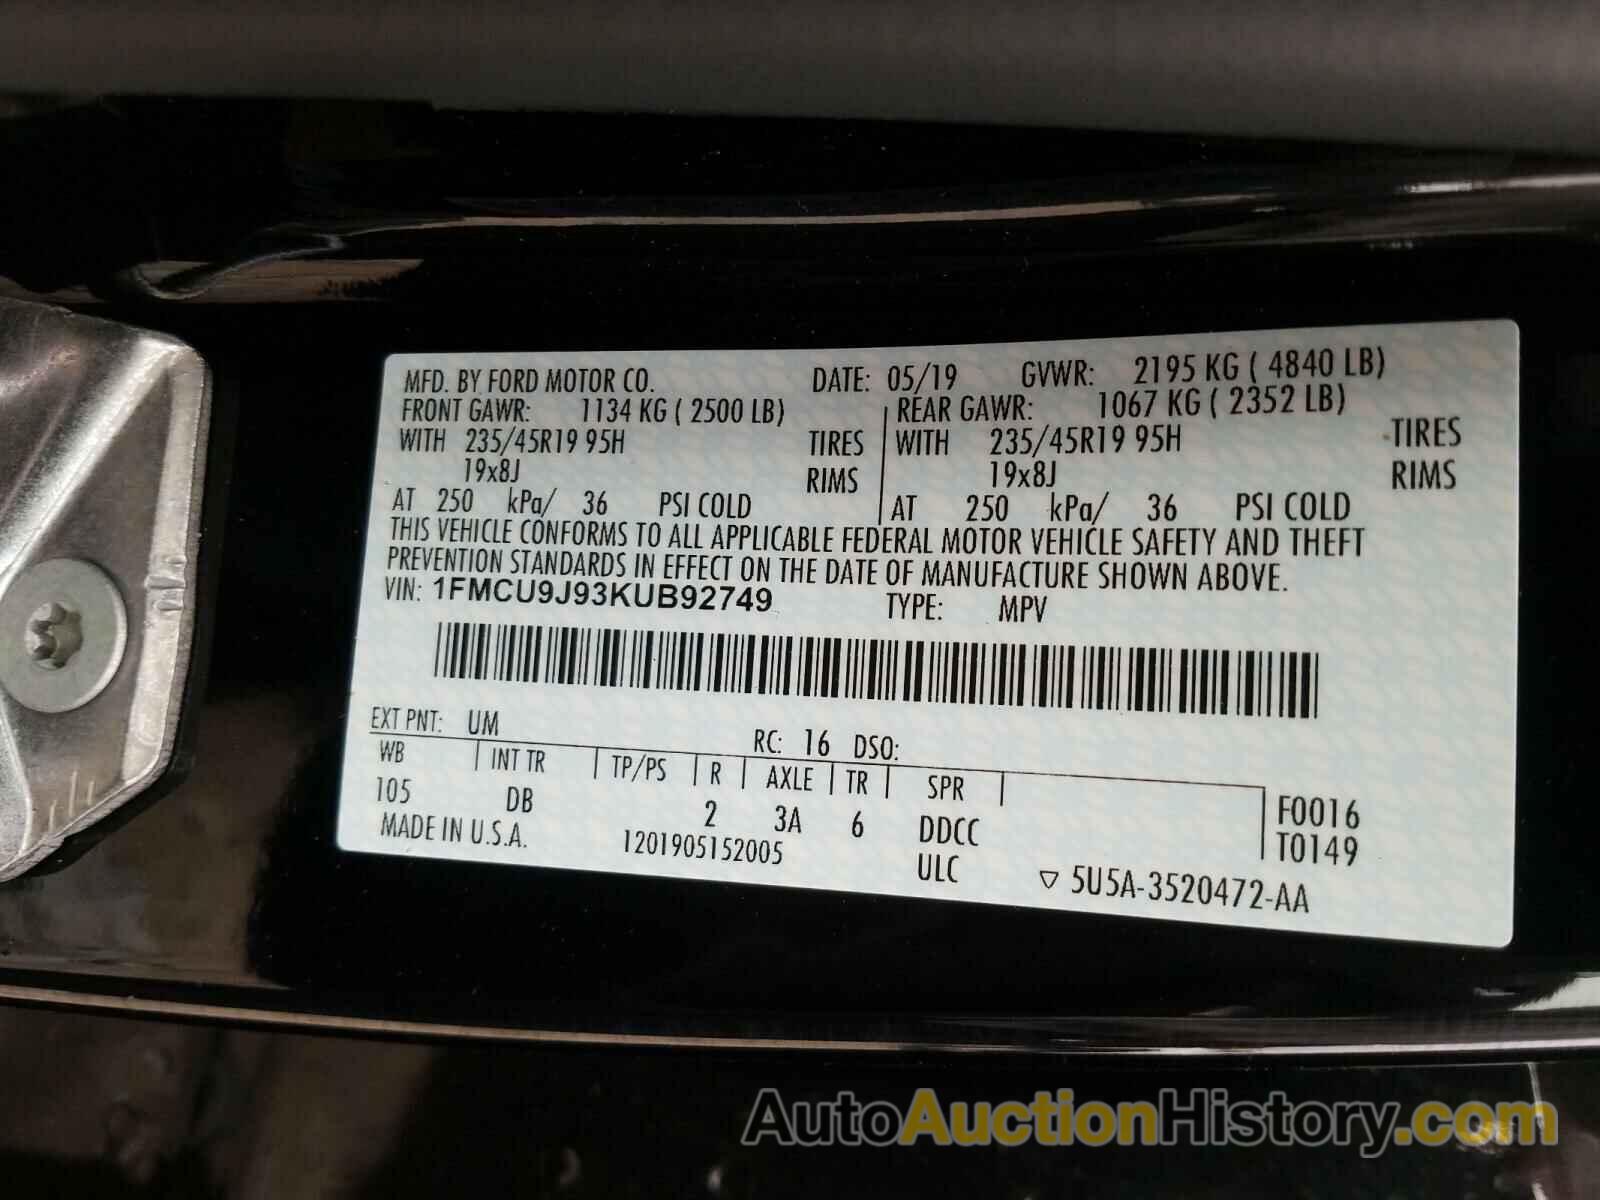 MFD. BY FORD MOTOR CO. DATE: 05/19 GVWR: 2195 KG ( 4840 LB)
FRONT GAWR: 1134 KG ( 2500 LB) REAR GAWR: 1067 KG ( 2352 LB)
WITH 235/45R19 95H TIRES WITH 235/45R19 95H TIRES
19x8J RIMS 19x8J RIMS
AT 250 kPa/ 36 PSI COLD AT 250 kPa/ 36 PSI COLD
THIS VEHICLE CONFORMS TO ALL APPLICABLE FEDERAL MOTOR VEHICLE SAFETY AND THEFT
PREVENTION STANDARDS IN EFFECT ON THE DATE OF MANUFACTURE SHOWN ABOVE.
VIN: 1FMCU9J93KUB92749 TYPE: MPV
EXT PNT: UM RC: 16 DSO:
WB INT TR TP/PS R AXLE TR SPR
105 DB 2 3A 6 DDCC F0016
MADE IN U.S.A. 1201905152005 ULC T0149
▽ 5U5A-3520472-AA
AutoAuctionHistory.com